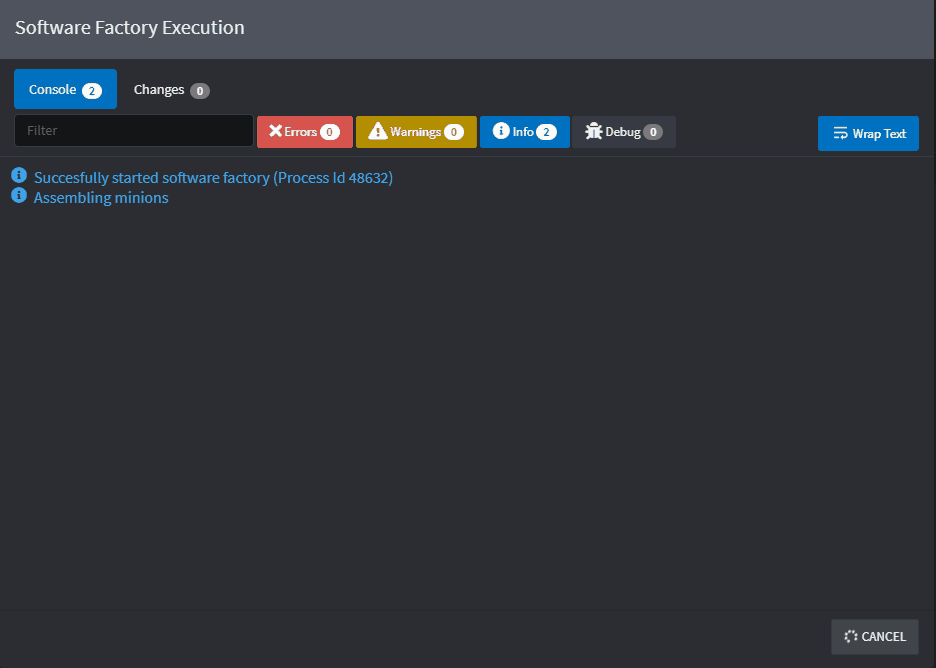 Software Factory Execution
Console 2 Changes 0
Filter Errors 0 Warnings 0 Info 2 Debug 0 Wrap Text
Succesfully started software factory (Process Id 48632)
Assembling minions
CANCEL